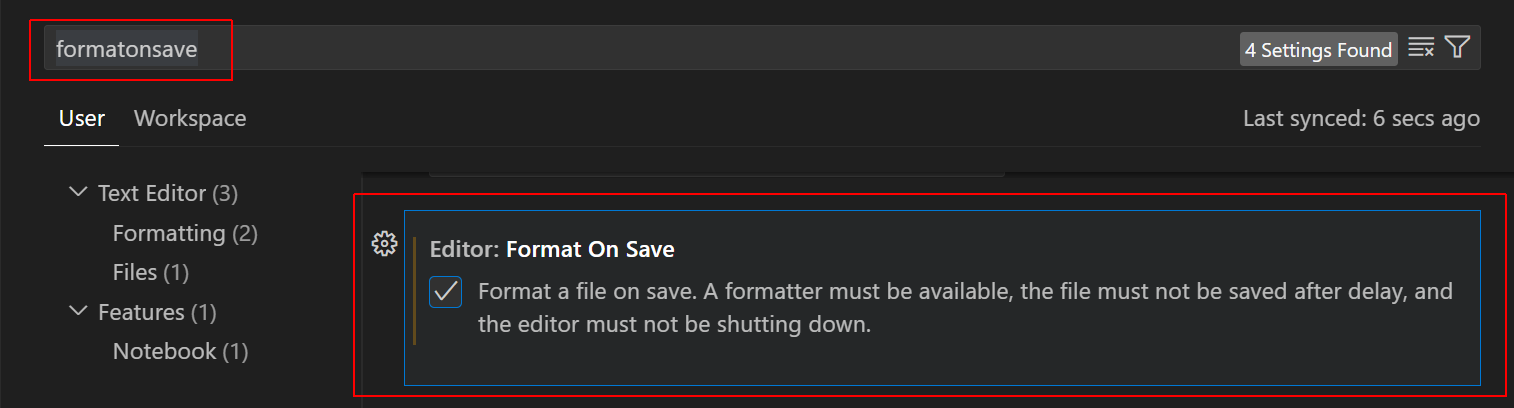 formatonsave
4 Settings Found
User
Workspace
Last synced: 6 secs ago
Text Editor (3)
Formatting (2)
Files (1)
Features (1)
Notebook (1)
Editor: Format On Save
Format a file on save. A formatter must be available, the file must not be saved after delay, and
the editor must not be shutting down.